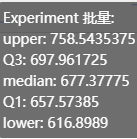 Experiment 批量:
upper: 758.5435375
Q3: 697.961725
median: 677.37775
Q1: 657.57385
lower: 616.8989